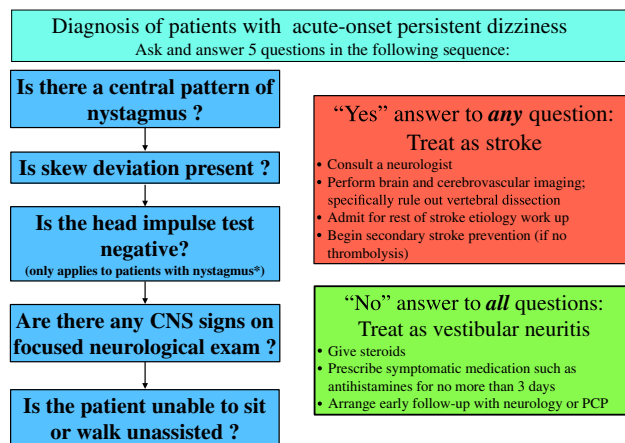 Diagnosis of patients with acute-onset persistent dizziness
Ask and answer 5 questions in the following sequence:
Is there a central pattern of
nystagmus ?
Is skew deviation present ?
Is the head impulse test
negative?
(only applies to patients with nystagmus*)
Are there any CNS signs on
focused neurological exam ?
Is the patient unable to sit
or walk unassisted ?
“Yes” answer to any question:
Treat as stroke
• Consult a neurologist
• Perform brain and cerebrovascular imaging;
specifically rule out vertebral dissection
• Admit for rest of stroke etiology work up
• Begin secondary stroke prevention (if no
thrombolysis)
“No” answer to all questions:
Treat as vestibular neuritis
• Give steroids
• Prescribe symptomatic medication such as
antihistamines for no more than 3 days
• Arrange early follow-up with neurology or PCP